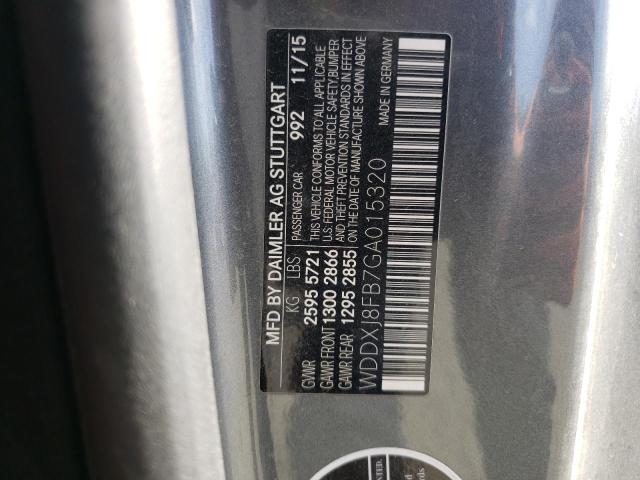 MFD BY DAIMLER AG STUTTGART
KG LBS PASSENGER CAR 992 11/15
GVWR 2595 5721 THIS VEHICLE CONFORMS TO ALL APPLICABLE
GAWR FRONT 1300 2866 U.S. FEDERAL MOTOR VEHICLE SAFETY, BUMPER
GAWR REAR 1295 2855 AND THEFT PREVENTION STANDARDS IN EFFECT
ON THE DATE OF MANUFACTURE SHOWN ABOVE
WDDXJ8FB7GA015320
MADE IN GERMANY